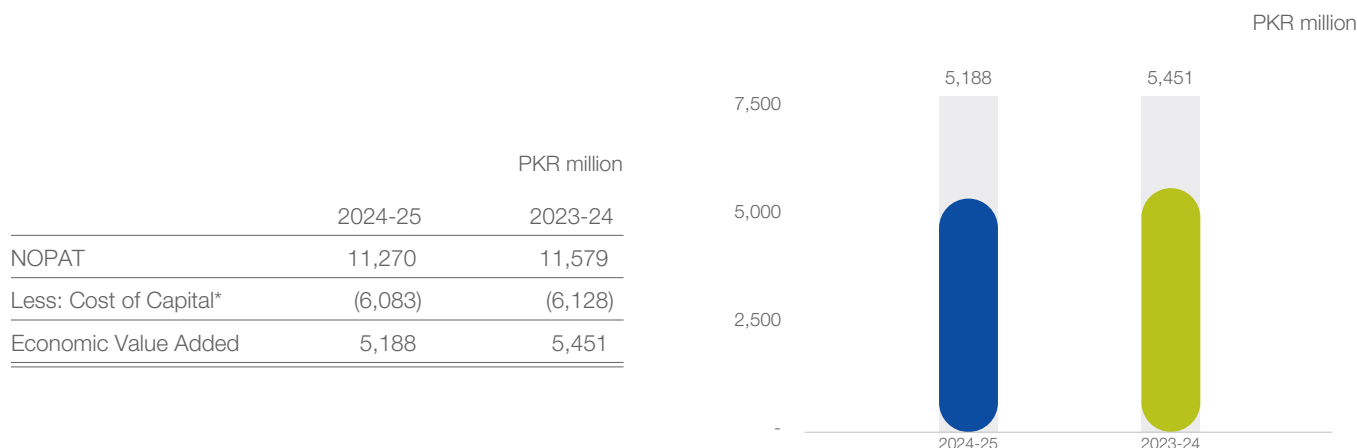 PKR million
2024-25 2023-24
NOPAT 11,270 11,579
Less: Cost of Capital* (6,083) (6,128)
Economic Value Added 5,188 5,451
PKR million
5,188 5,451
7,500
5,000
2,500
-
2024-25 2023-24